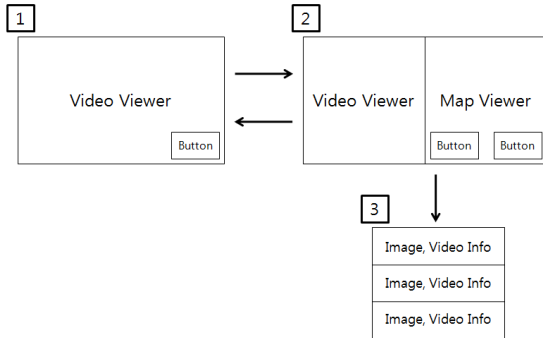 1
Video Viewer
Button
2
Video Viewer
Map Viewer
Button
Button
3
Image, Video Info
Image, Video Info
Image, Video Info